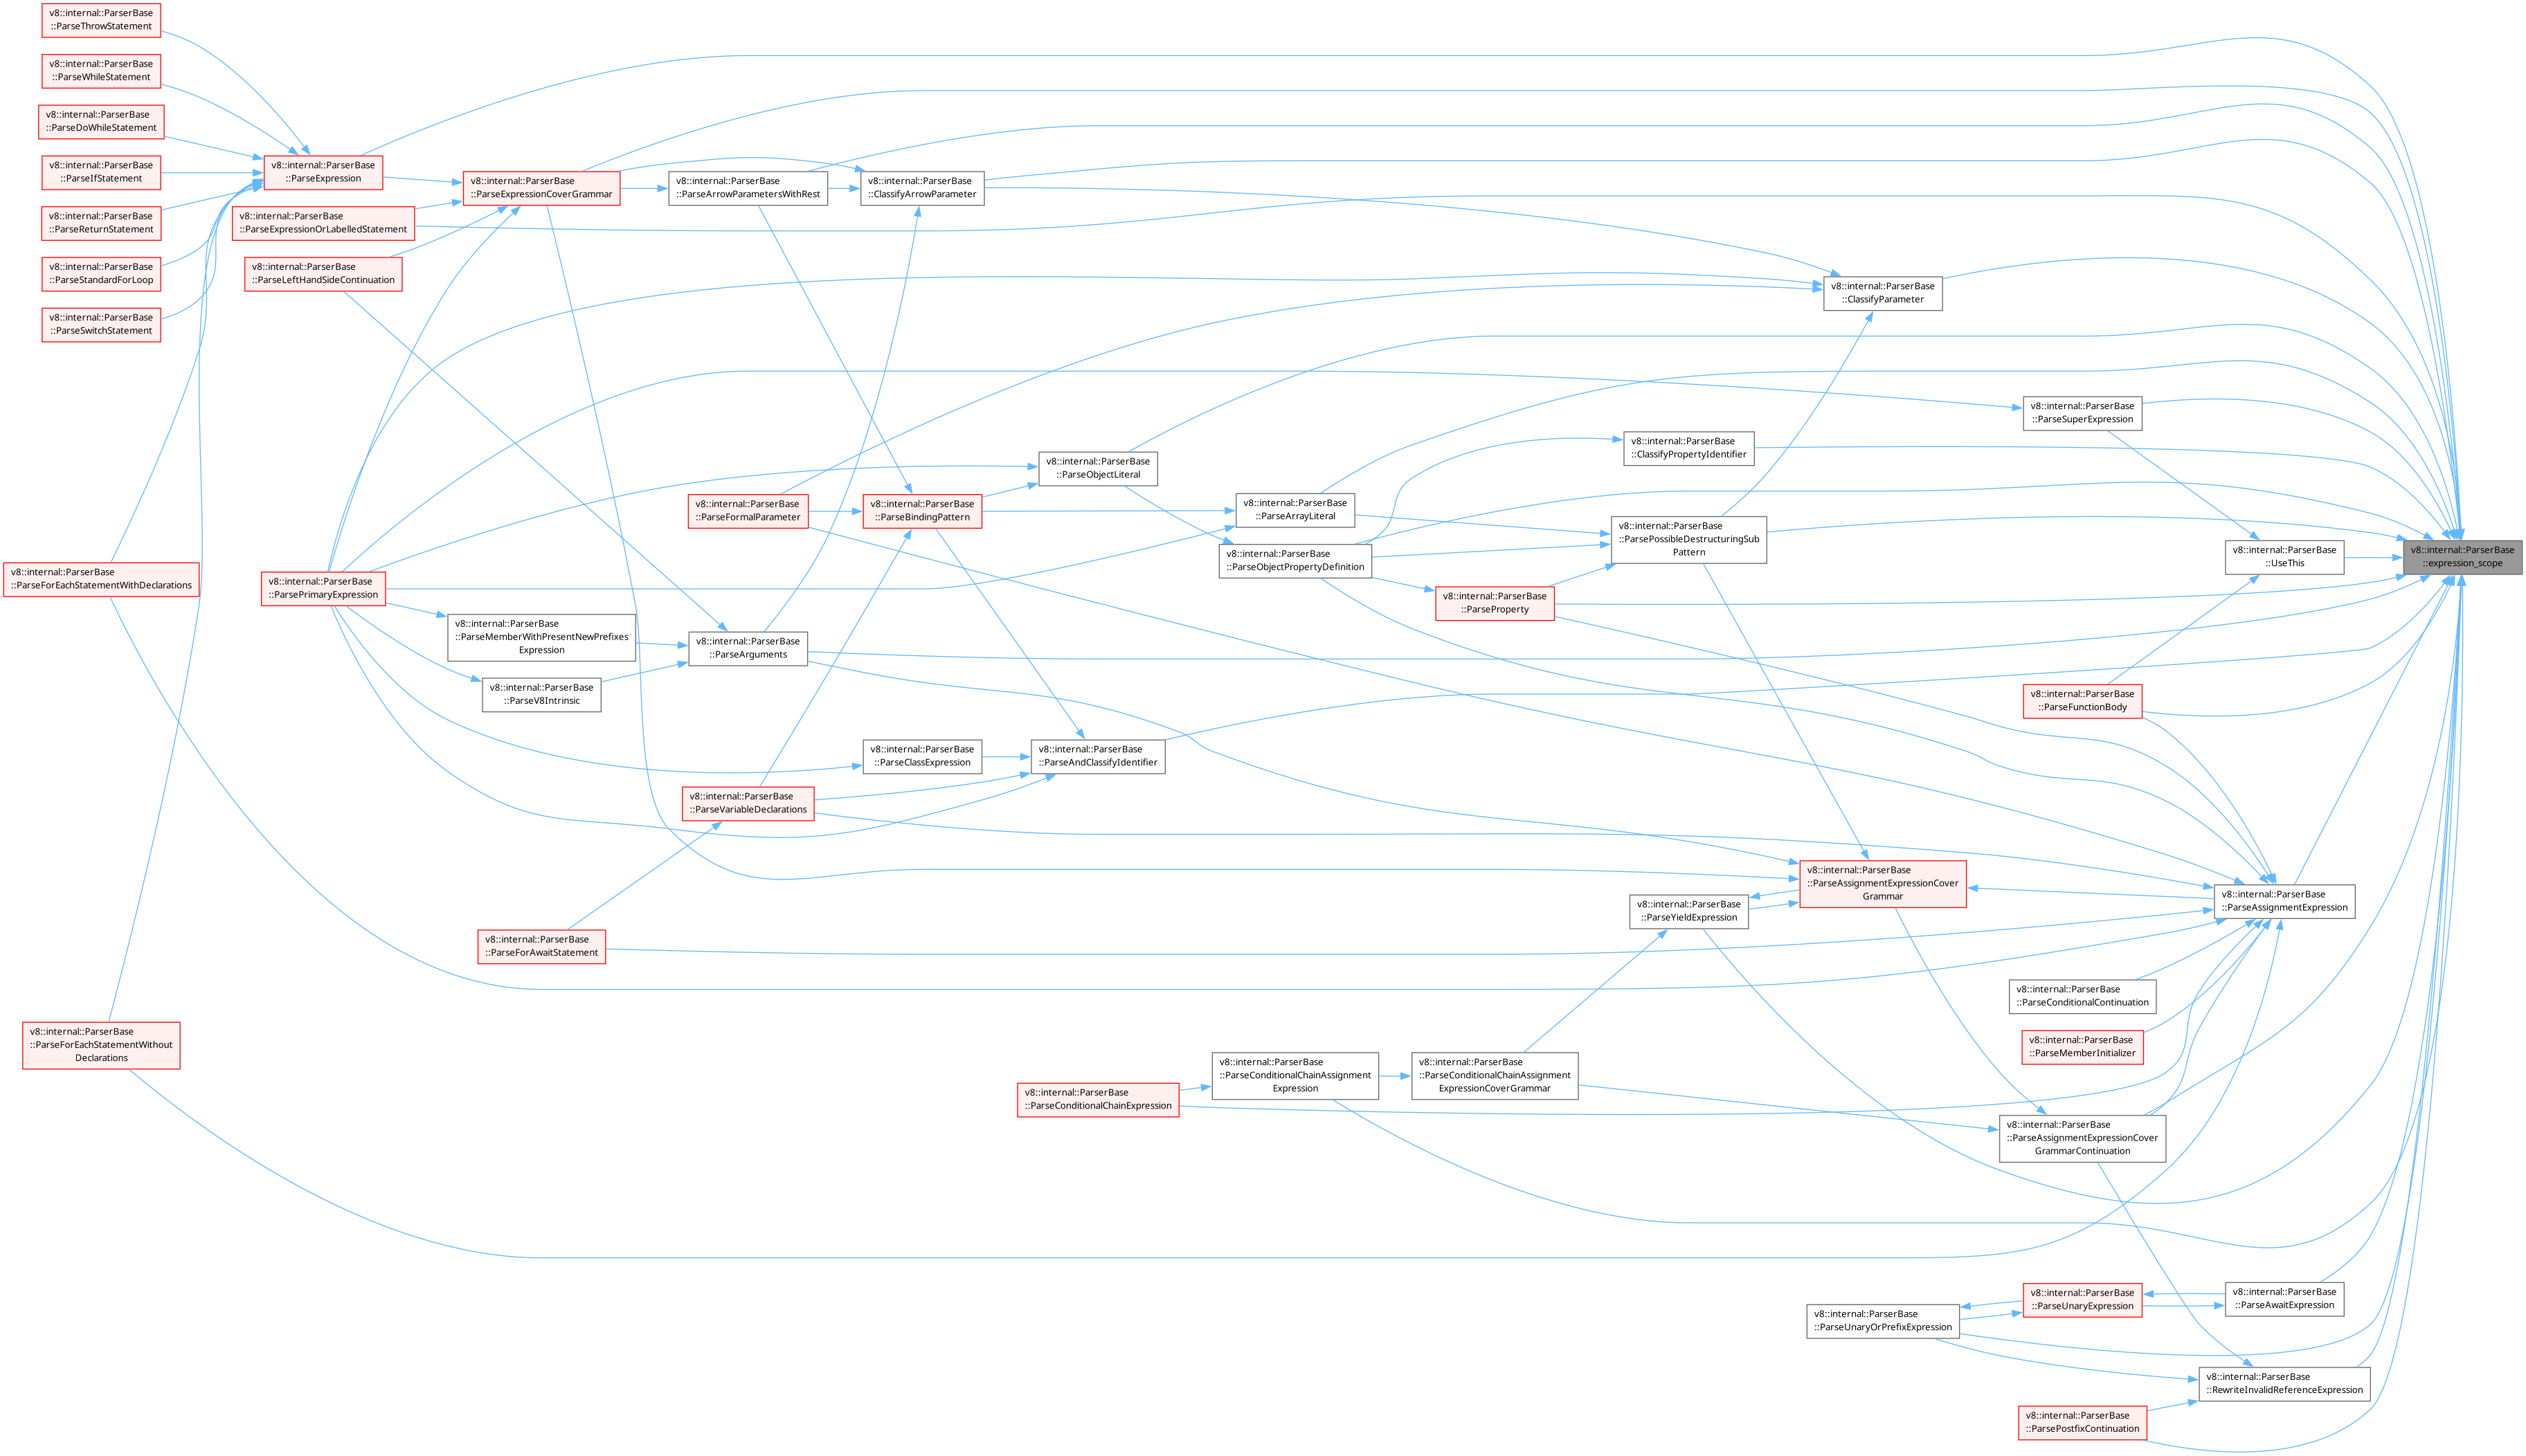 v8::internal::ParserBase
::ParseThrowStatement
v8::internal::ParserBase
::ParseWhileStatement
v8::internal::ParserBase
::ParseDoWhileStatement
v8::internal::ParserBase
::ParseIfStatement
v8::internal::ParserBase
::ParseReturnStatement
v8::internal::ParserBase
::ParseStandardForLoop
v8::internal::ParserBase
::ParseSwitchStatement
v8::internal::ParserBase
::ParseForEachStatementWithDeclarations
v8::internal::ParserBase
::ParseForEachStatementWithout
Declarations
v8::internal::ParserBase
::ParseExpression
v8::internal::ParserBase
::ParseExpressionOrLabelledStatement
v8::internal::ParserBase
::ParseLeftHandSideContinuation
v8::internal::ParserBase
::ParsePrimaryExpression
v8::internal::ParserBase
::ParseExpressionCoverGrammar
v8::internal::ParserBase
::ParseMemberWithPresentNewPrefixes
Expression
v8::internal::ParserBase
::ParseV8Intrinsic
v8::internal::ParserBase
::ParseForAwaitStatement
v8::internal::ParserBase
::ParseArrowParametersWithRest
v8::internal::ParserBase
::ParseFormalParameter
v8::internal::ParserBase
::ParseArguments
v8::internal::ParserBase
::ParseVariableDeclarations
v8::internal::ParserBase
::ClassifyArrowParameter
v8::internal::ParserBase
::ParseBindingPattern
v8::internal::ParserBase
::ParseClassExpression
v8::internal::ParserBase
::ParseObjectLiteral
v8::internal::ParserBase
::ParseAndClassifyIdentifier
v8::internal::ParserBase
::ParseConditionalChainExpression
v8::internal::ParserBase
::ParseArrayLiteral
v8::internal::ParserBase
::ParseObjectPropertyDefinition
v8::internal::ParserBase
::ParseConditionalChainAssignment
Expression
v8::internal::ParserBase
::ParseProperty
v8::internal::ParserBase
::ParseConditionalChainAssignment
ExpressionCoverGrammar
v8::internal::ParserBase
::ClassifyPropertyIdentifier
v8::internal::ParserBase
::ParsePossibleDestructuringSub
Pattern
v8::internal::ParserBase
::ParseYieldExpression
v8::internal::ParserBase
::ClassifyParameter
v8::internal::ParserBase
::ParseAssignmentExpressionCover
Grammar
v8::internal::ParserBase
::ParseUnaryOrPrefixExpression
v8::internal::ParserBase
::ParseSuperExpression
v8::internal::ParserBase
::ParseFunctionBody
v8::internal::ParserBase
::ParseConditionalContinuation
v8::internal::ParserBase
::ParseMemberInitializer
v8::internal::ParserBase
::ParseAssignmentExpressionCover
GrammarContinuation
v8::internal::ParserBase
::ParseUnaryExpression
v8::internal::ParserBase
::ParsePostfixContinuation
v8::internal::ParserBase
::UseThis
v8::internal::ParserBase
::ParseAssignmentExpression
v8::internal::ParserBase
::ParseAwaitExpression
v8::internal::ParserBase
::RewriteInvalidReferenceExpression
v8::internal::ParserBase
::expression_scope